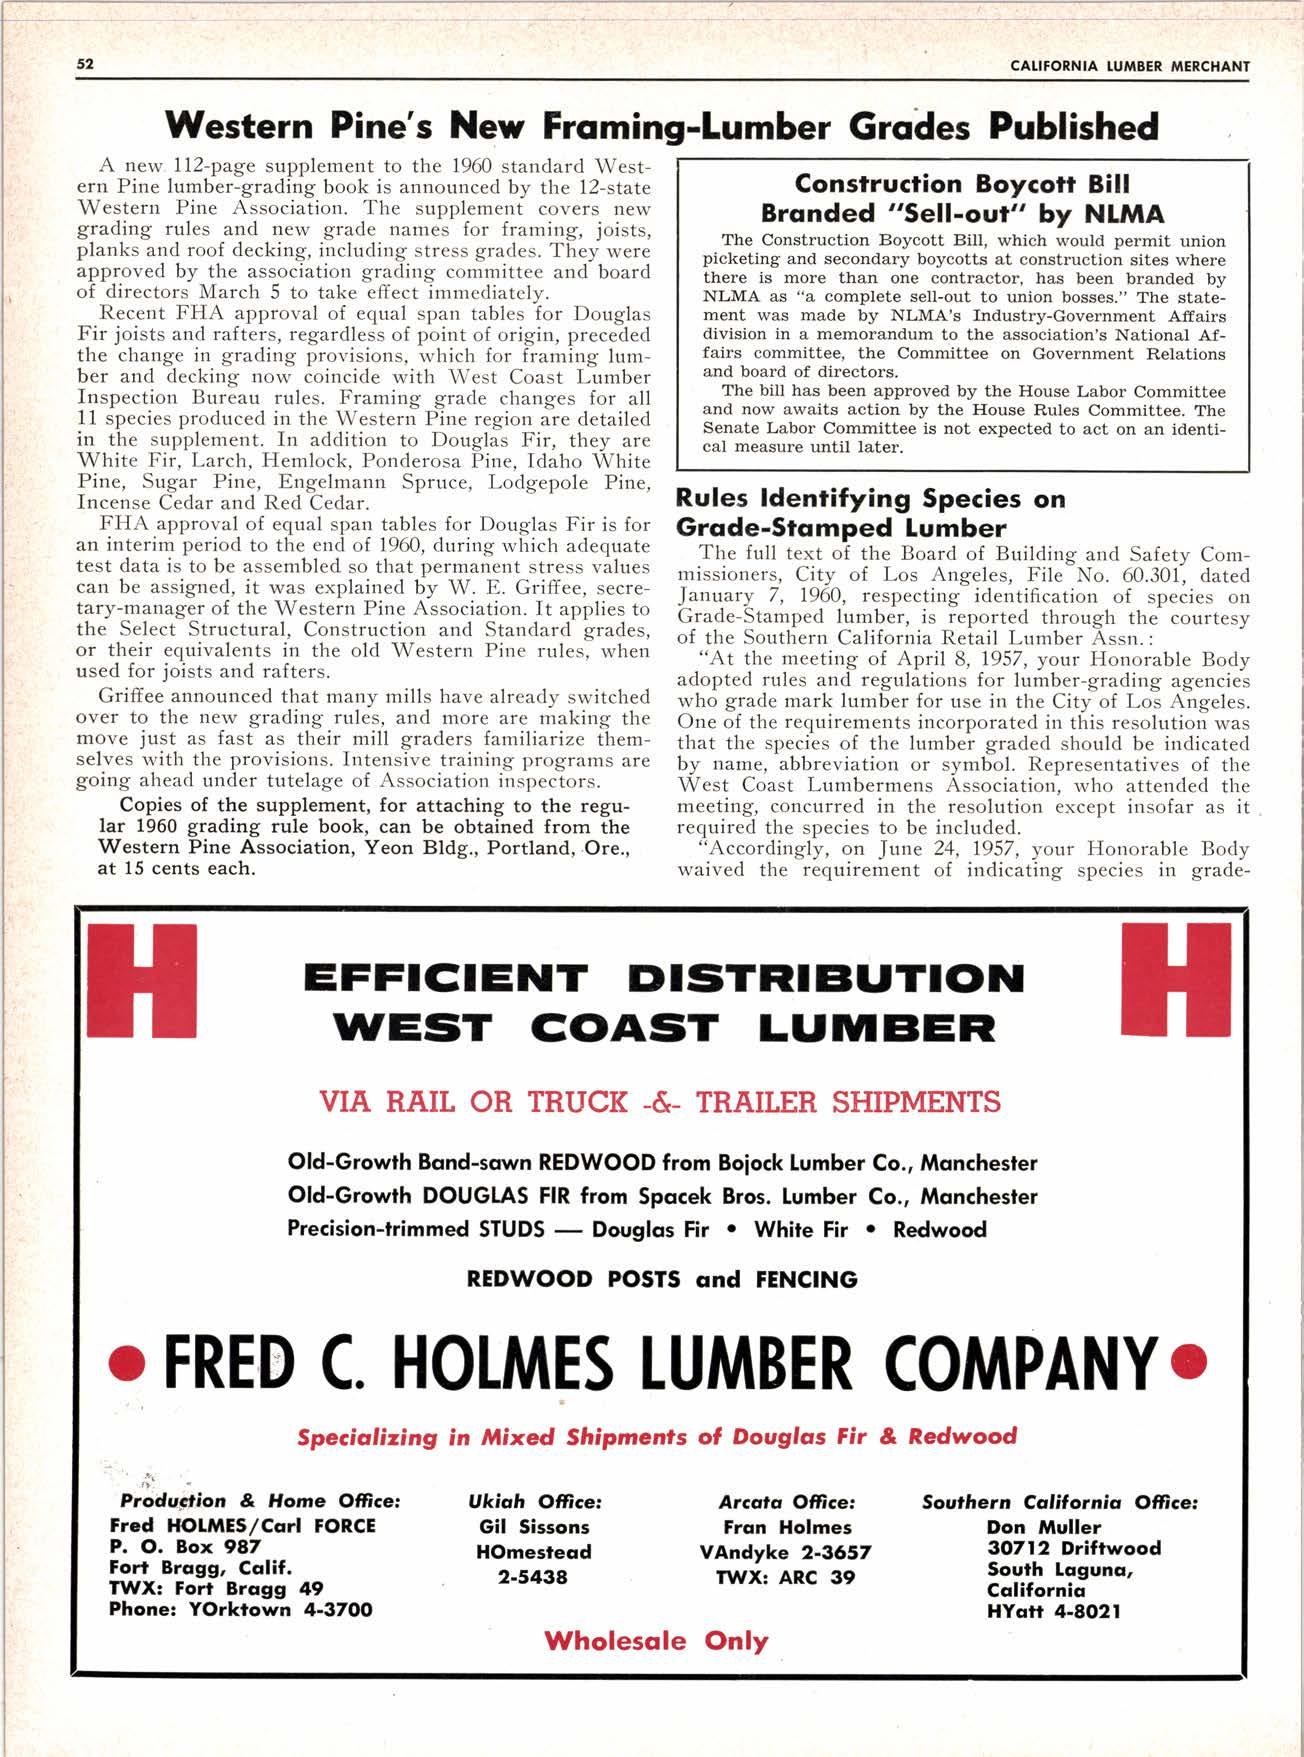 52
CALIFORNIA LUMBER MERCHANT
Western Pine's New Framing-Lumber Grades Published
A new 112-page supplement to the 1960 standard West-
ern Pine lumber-grading book is announced by the 12-state
Western Pine Association. The supplement covers new
grading rules and new grade names for framing, joists,
planks and roof decking, including stress grades. They were
approved by the association grading committee and board
of directors March 5 to take effect immediately.
Recent FHA approval of equal span tables for Douglas
Fir joists and rafters, regardless of point of origin, preceded
the change in grading provisions, which for framing lum-
ber and decking now coincide with West Coast Lumber
Inspection Bureau rules. Framing grade changes for all
11 species produced in the Western Pine region are detailed
in the supplement. In addition to Douglas Fir, they are
White Fir, Larch, Hemlock, Ponderosa Pine, Idaho White
Pine, Sugar Pine, Engelmann Spruce, Lodgepole Pine,
Incense Cedar and Red Cedar.
FHA approval of equal span tables for Douglas Fir is for
an interim period to the end of 1960, during which adequate
test data is to be assembled so that permanent stress values
can be assigned, it was explained by W. E. Griffee, secre-
tary-manager of the Western Pine Association. It applies to
the Select Structural, Construction and Standard grades,
or their equivalents in the old Western Pine rules, when
used for joists and rafters.
Griffee announced that many mills have already switched
over to the new grading rules, and more are making the
move just as fast as their mill graders familiarize them-
selves with the provisions. Intensive training programs are
going ahead under tutelage of Association inspectors.
Copies of the supplement, for attaching to the regu-
lar 1960 grading rule book, can be obtained from the
Western Pine Association, Yeon Bldg., Portland, Ore.,
at 15 cents each.
Construction Boycott Bill
Branded "Sell-out" by NLMA
The Construction Boycott Bill, which would permit union
picketing and secondary boycotts at construction sites where
there is more than one contractor, has been branded by
NLMA as "a complete sell-out to union bosses." The state-
ment was made by NLMA's Industry-Government Affairs
division in a memorandum to the association's National Af-
fairs committee, the Committee on Government Relations
and board of directors.
The bill has been approved by the House Labor Committee
and now awaits action by the House Rules Committee. The
Senate Labor Committee is not expected to act on an identi-
cal measure until later.
Rules Identifying Species on
Grade-Stamped Lumber
The full text of the Board of Building and Safety Com-
missioners, City of Los Angeles, File No. 60.301, dated
January 7, 1960, respecting identification of species on
Grade-Stamped lumber, is reported through the courtesy
of the Southern California Retail Lumber Assn.:
"At the meeting of April 8, 1957, your Honorable Body
adopted rules and regulations for lumber-grading agencies
who grade mark lumber for use in the City of Los Angeles.
One of the requirements incorporated in this resolution was
that the species of the lumber graded should be indicated
by name, abbreviation or symbol. Representatives of the
West Coast Lumbermens Association, who attended the
meeting, concurred in the resolution except insofar as it
required the species to be included.
"Accordingly, on June 24, 1957, your Honorable Body
waived the requirement of indicating species in grade-
H H
EFFICIENT DISTRIBUTION
WEST COAST LUMBER
VIA RAIL OR TRUCK -&- TRAILER SHIPMENTS
Old-Growth Band-sawn REDWOOD from Bojock Lumber Co., Manchester
Old-Growth DOUGLAS FIR from Spacek Bros. Lumber Co., Manchester
Precision-trimmed STUDS — Douglas Fir • White Fir • Redwood
REDWOOD POSTS and FENCING
• FRED C. HOLMES LUMBER COMPANY •
Specializing in Mixed Shipments of Douglas Fir & Redwood
Production & Home Office:
Fred HOLMES/Carl FORCE
P. O. Box 987
Fort Bragg, Calif.
TWX: Fort Bragg 49
Phone: YOrktown 4-3700
Ukiah Office:
Gil Sissons
HOmestead
2-5438
Arcata Office:
Fran Holmes
VAndyke 2-3657
TWX: ARC 39
Southern California Office:
Don Muller
30712 Driftwood
South Laguna,
California
HYatt 4-8021
Wholesale Only